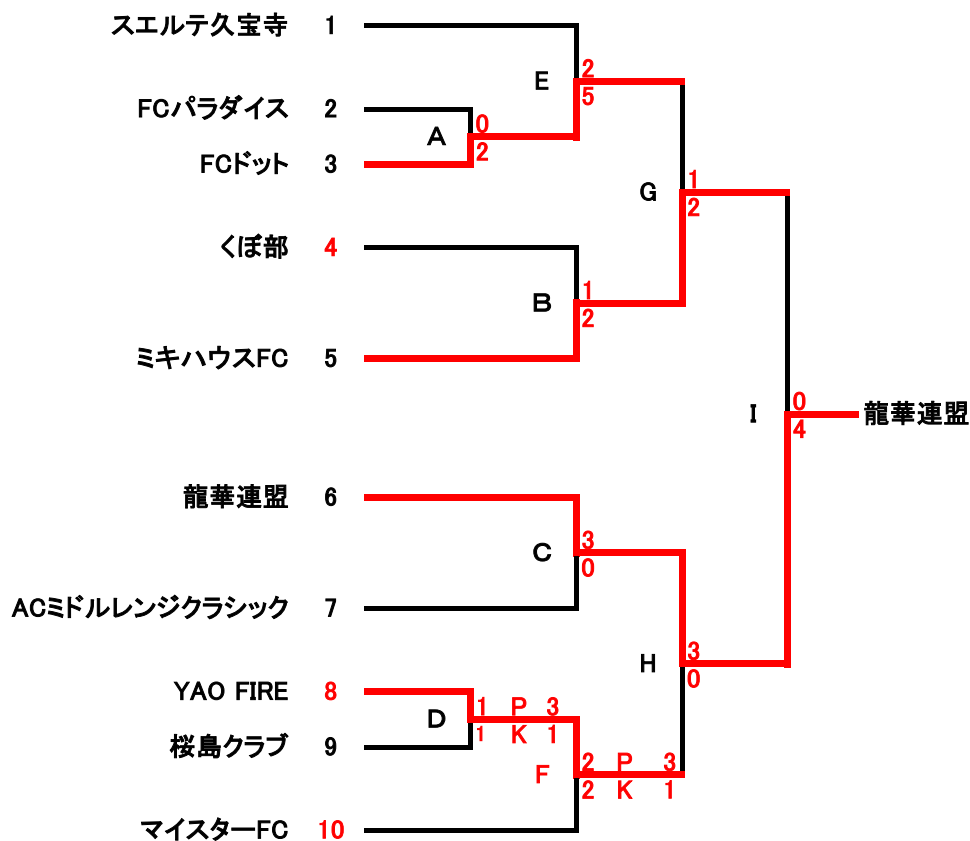 スエルテ久宝寺 1
E 2
5
FCパラダイス 2
A 0
2
FCドット 3
G 1
2
くぼ部 4
B 1
2
ミキハウスFC 5
I 0
4
龍華連盟
龍華連盟 6
C 3
0
ACミドルレンジクラシック 7
H 3
0
YAO FIRE 8
D 1 P 3
1 K 1
桜島クラブ 9
F 2 P 3
2 K 1
マイスターFC 10